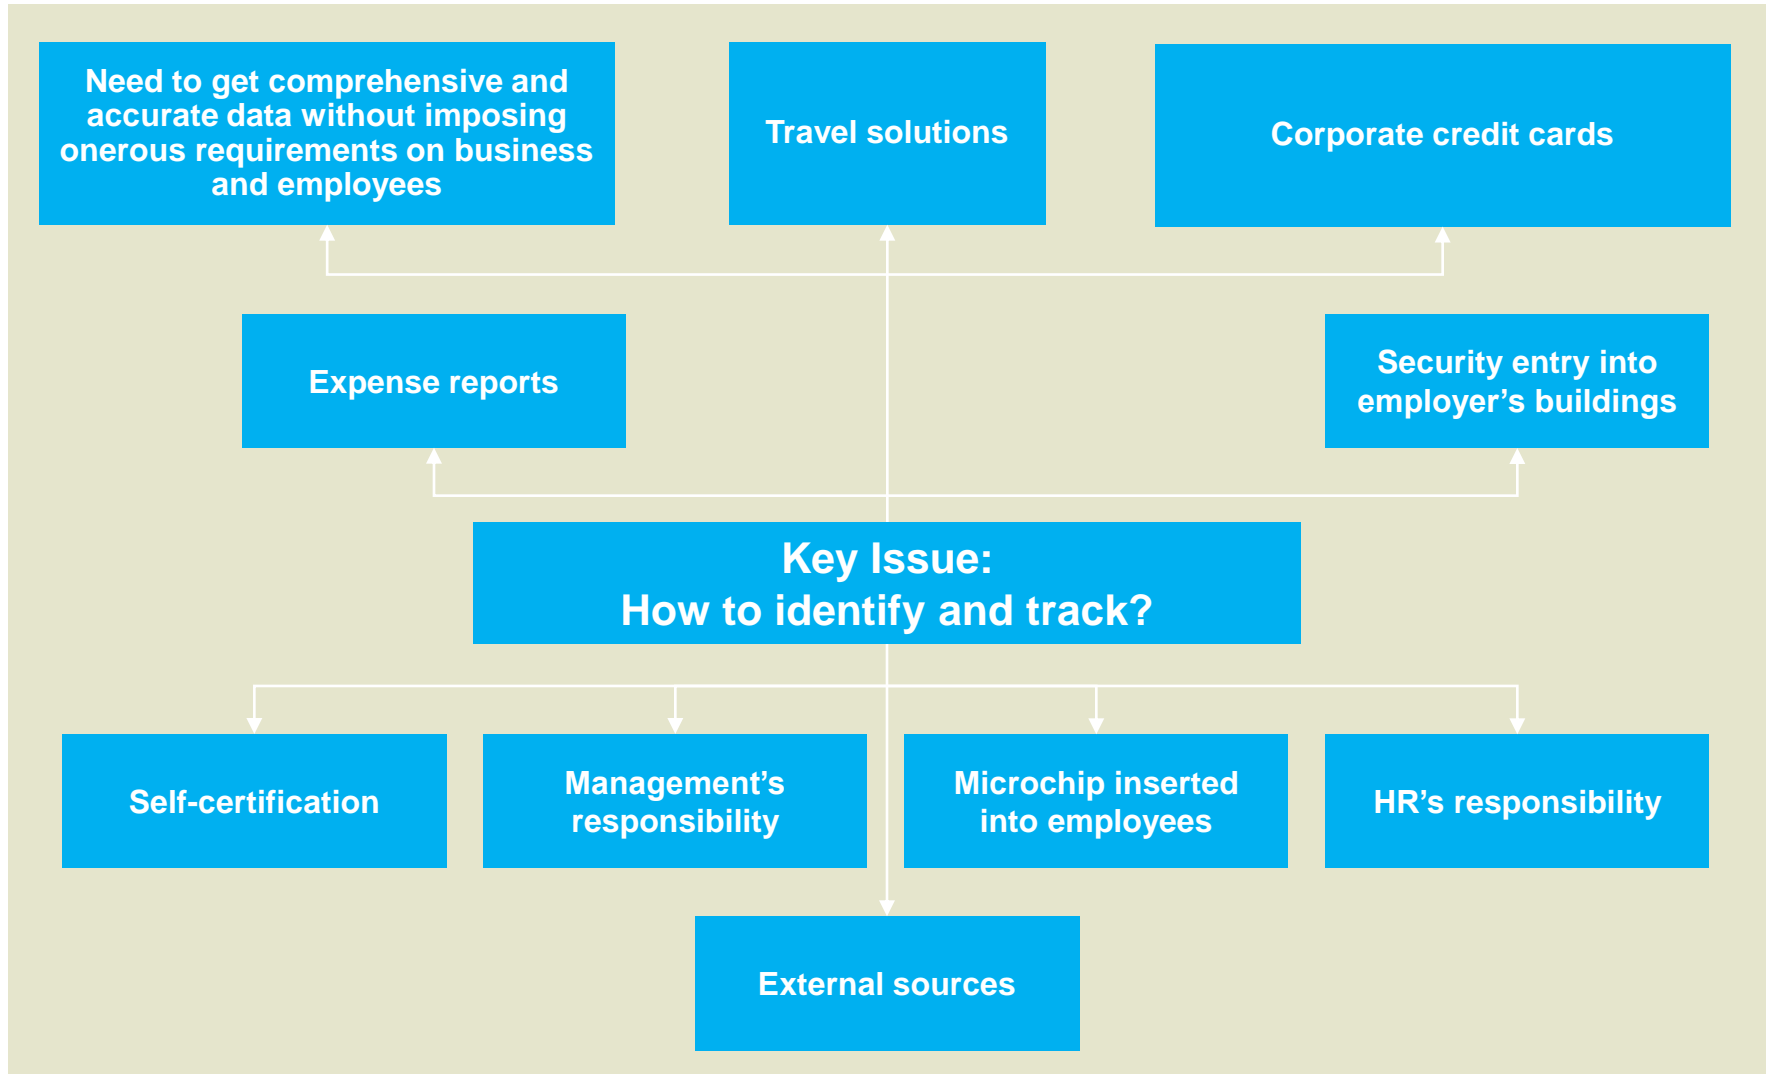 Need to get comprehensive and
accurate data without imposing
onerous requirements on business
and employees
Travel solutions
Corporate credit cards
Expense reports
Security entry into
employer’s buildings
Key Issue:
How to identify and track?
Self-certification
Management’s
responsibility
Microchip inserted
into employees
HR’s responsibility
External sources